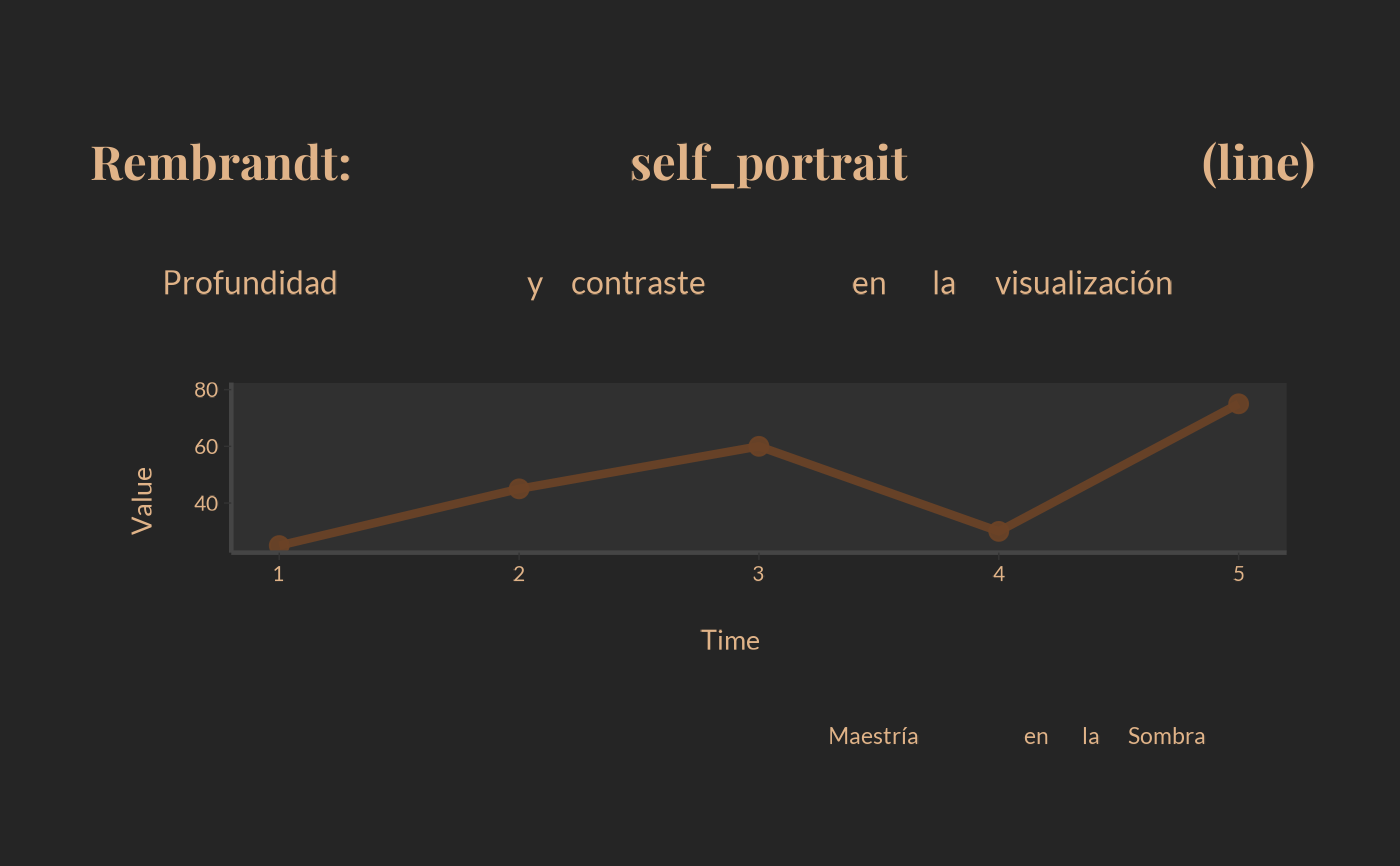 Rembrandt: self_portrait (line)
Profundidad y contraste en la visualización
80
60
40
Value
1 2 3 4 5
Time
Maestría en la Sombra